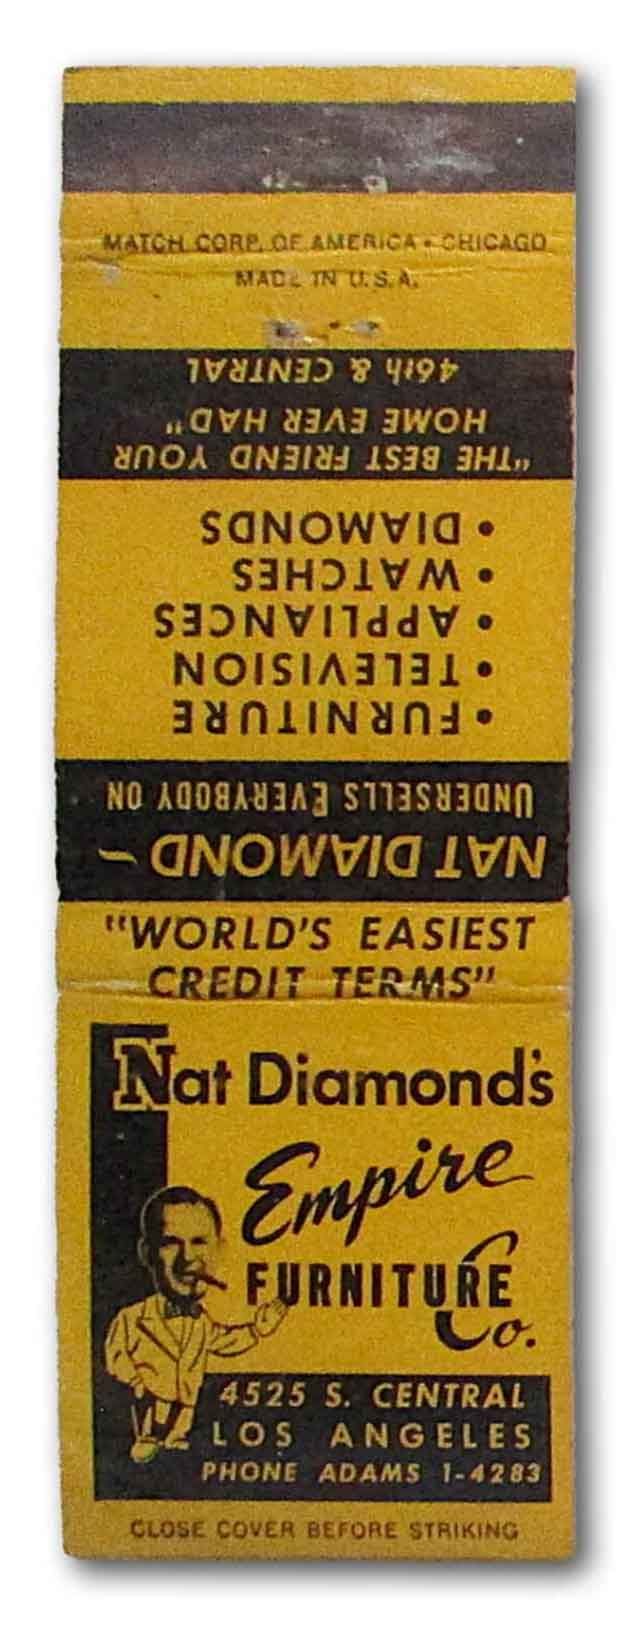 MATCH CORP. OF AMERICA • CHICAGO
MADE IN U.S.A.
NAT DIAMOND ~
UNDERSELLS EVERYBODY ON
• FURNITURE
• TELEVISION
• APPLIANCES
• WATCHES
• DIAMONDS
"THE BEST FRIEND YOUR
HOME EVER HAD"
46th & CENTRAL
"WORLD'S EASIEST
CREDIT TERMS"
Nat Diamond's
Empire
FURNITURE
Co.
4525 S. CENTRAL
LOS ANGELES
PHONE ADAMS 1-4283
CLOSE COVER BEFORE STRIKING